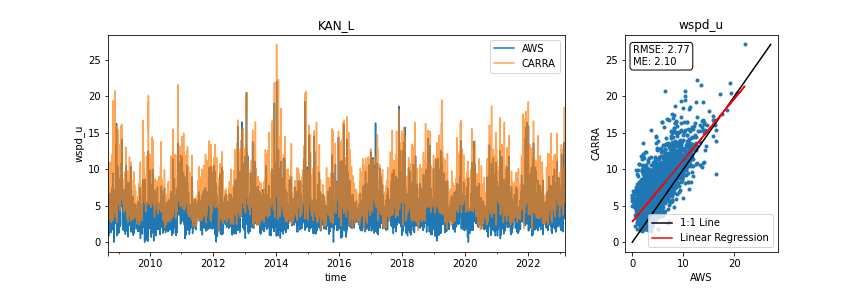 KAN_L
wspd_u
25
20
15
10
5
0
2010
2012
2014
2016
2018
2020
2022
time
AWS
CARRA
wspd_u
CARRA
25
20
15
10
5
0
RMSE: 2.77
ME: 2.10
1:1 Line
Linear Regression
0
10
20
AWS